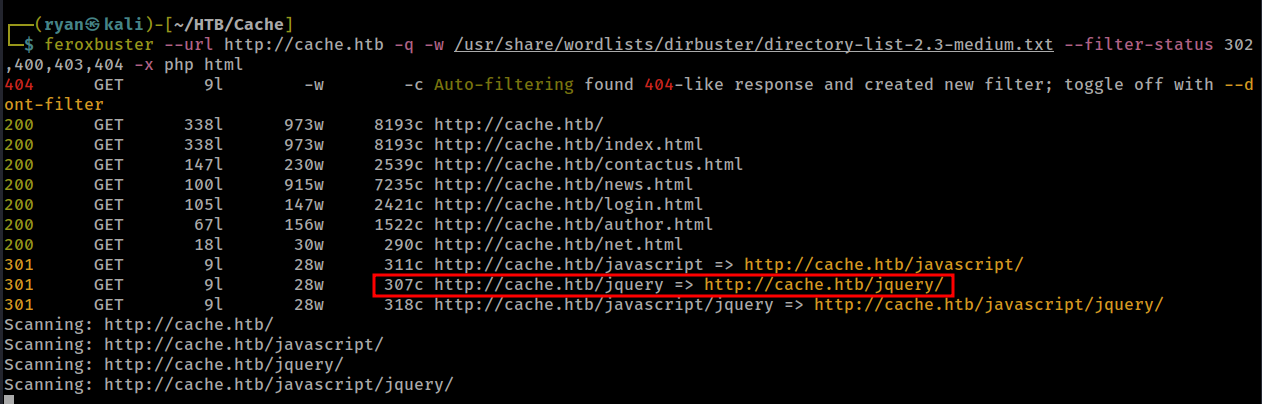 ┌──(ryan㉿kali)-[~/HTB/Cache]
└─$ feroxbuster --url http://cache.htb -q -w /usr/share/wordlists/dirbuster/directory-list-2.3-medium.txt --filter-status 302
,400,403,404 -x php html
404 GET 9l -w -c Auto-filtering found 404-like response and created new filter; toggle off with --d
ont-filter
200 GET 338l 973w 8193c http://cache.htb/
200 GET 338l 973w 8193c http://cache.htb/index.html
200 GET 147l 230w 2539c http://cache.htb/contactus.html
200 GET 100l 915w 7235c http://cache.htb/news.html
200 GET 105l 147w 2421c http://cache.htb/login.html
200 GET 67l 156w 1522c http://cache.htb/author.html
200 GET 18l 30w 290c http://cache.htb/net.html
301 GET 9l 28w 311c http://cache.htb/javascript => http://cache.htb/javascript/
301 GET 9l 28w 307c http://cache.htb/jquery => http://cache.htb/jquery/
301 GET 9l 28w 318c http://cache.htb/javascript/jquery => http://cache.htb/javascript/jquery/
Scanning: http://cache.htb/
Scanning: http://cache.htb/javascript/
Scanning: http://cache.htb/jquery/
Scanning: http://cache.htb/javascript/jquery/